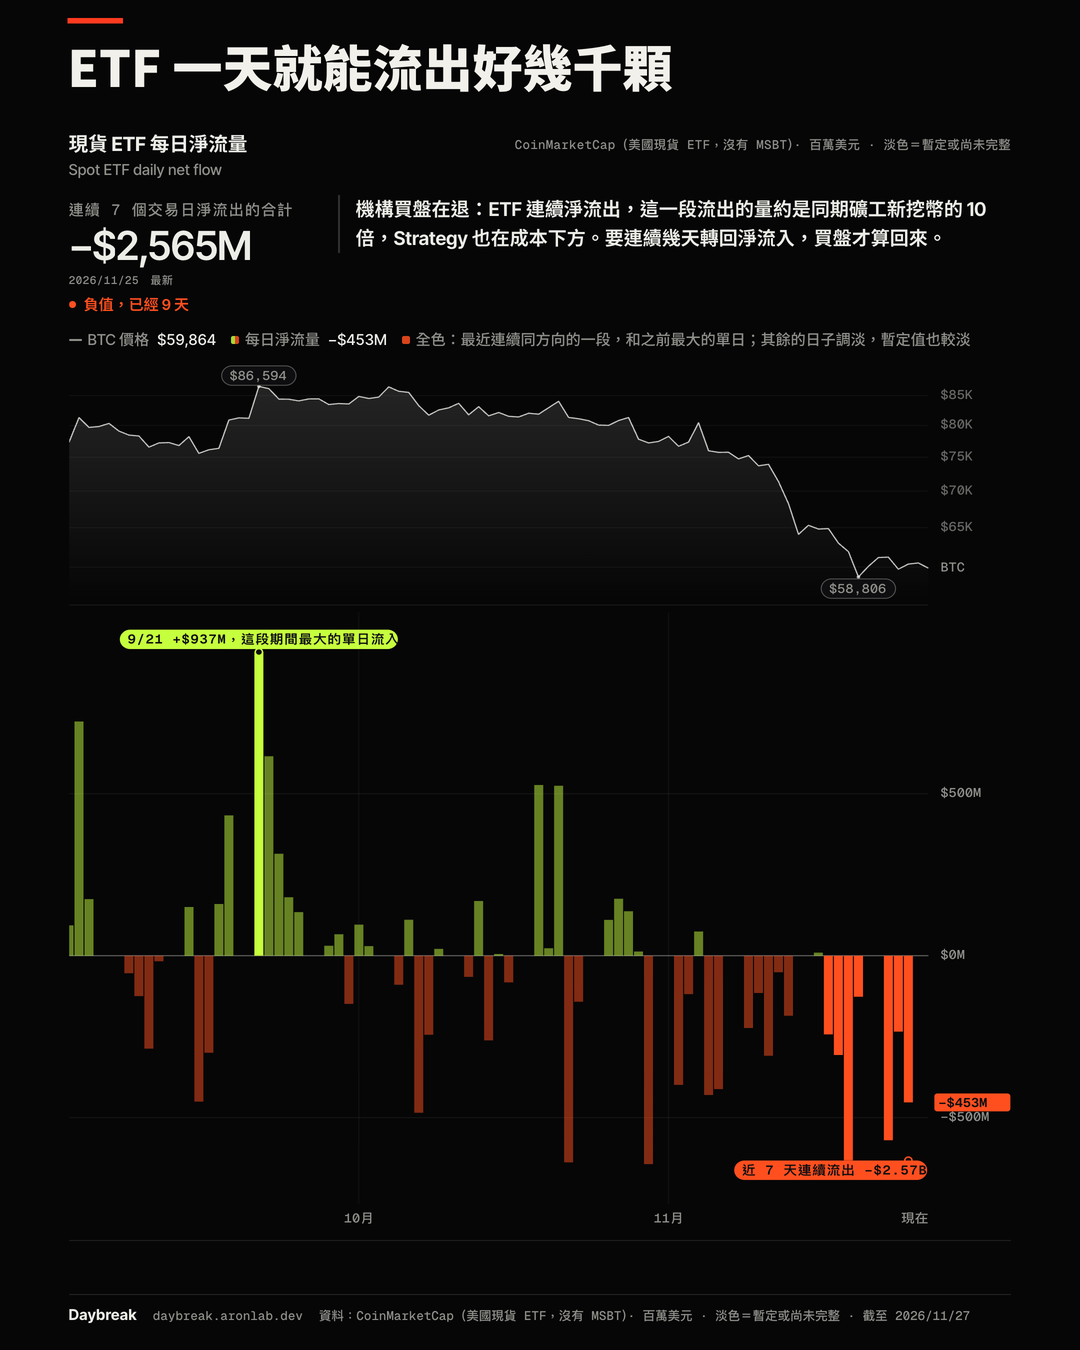 ETF 一天就能流出好幾千顆
現貨 ETF 每日淨流量
CoinMarketCap (美國現貨 ETF，沒有 MSBT)· 百萬美元 · 淡色＝暫定或尚未完整
Spot ETF daily net flow
連續 7 個交易日淨流出的合計
−$2,565M
2026/11/25 最新
負值，已經 9 天
機構買盤在退：ETF 連續淨流出，這一段流出的量約是同期礦工新挖幣的 10
倍，Strategy 也在成本下方。要連續幾天轉回淨流入，買盤才算回來。
BTC 價格 $59,864 每日淨流量 −$453M 全色：最近連續同方向的一段，和之前最大的單日；其餘的日子調淡，暫定值也較淡
$86,594
$85K
$80K
$75K
$70K
$65K
BTC
$58,806
9/21 +$937M，這段期間最大的單日流入
$500M
$0M
−$453M
−$500M
近 7 天連續流出 −$2.57B
10月 11月 現在
Daybreak daybreak.aronlab.dev 資料：CoinMarketCap (美國現貨 ETF，沒有 MSBT)· 百萬美元 · 淡色＝暫定或尚未完整 · 截至 2026/11/27